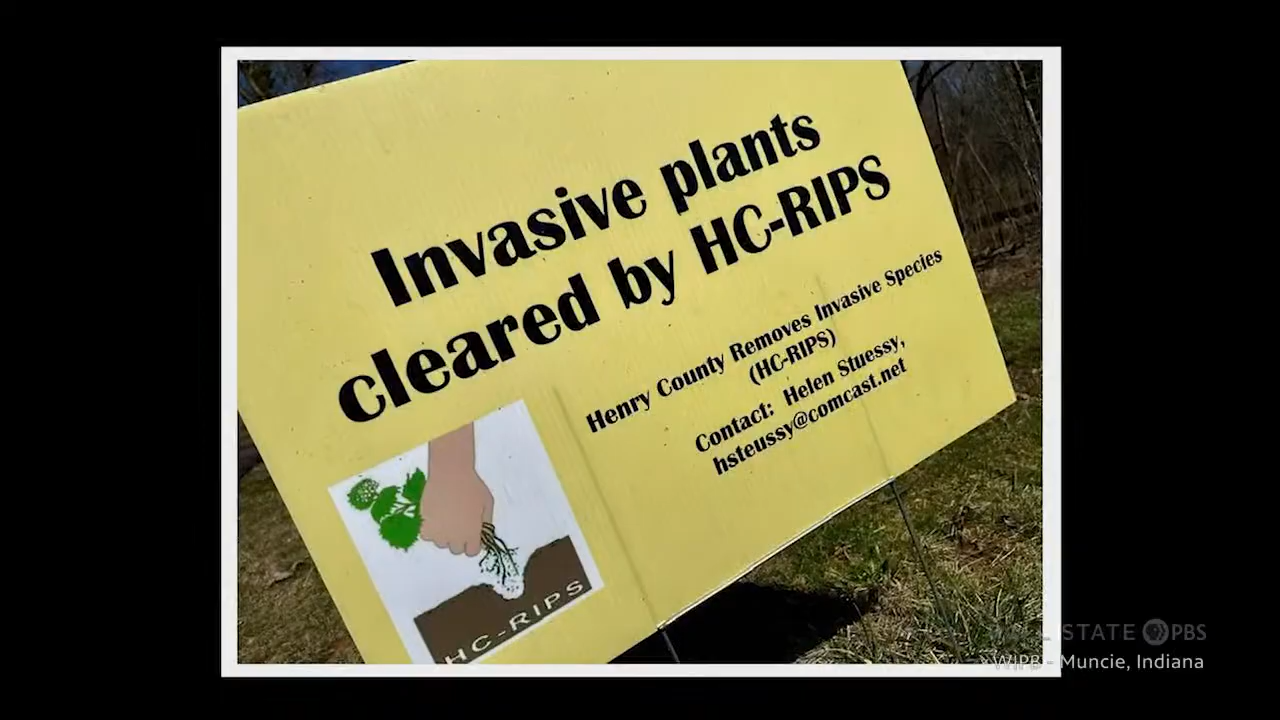 Invasive plants
cleared by HC-RIPS
Henry County Removes Invasive Species
(HC-RIPS)
Contact: Helen Stuessy,
hsteussy@comcast.net
HC-RIPS
STATE PBS
WIPB - Muncie, Indiana